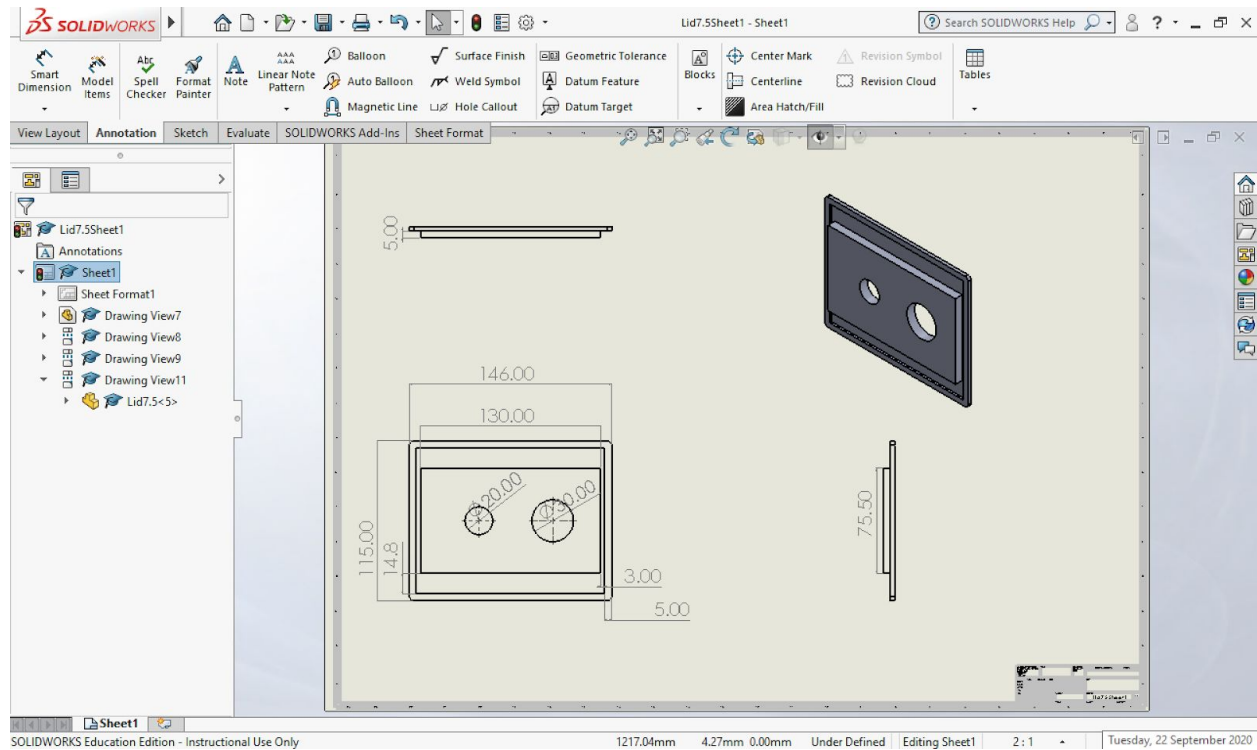 SOLIDWORKS
Lid7.5Sheet1 - Sheet1
Search SOLIDWORKS Help
Smart Dimension
Model Items
Abc
Spell Checker
Format Painter
Note
Linear Note Pattern
Balloon
Auto Balloon
Magnetic Line
Surface Finish
Weld Symbol
Hole Callout
Geometric Tolerance
Datum Feature
Datum Target
Blocks
Center Mark
Centerline
Area Hatch/Fill
Revision Symbol
Revision Cloud
Tables
View Layout Annotation Sketch Evaluate SOLIDWORKS Add-Ins Sheet Format
Lid7.5Sheet1
Annotations
Sheet1
Sheet Format1
Drawing View7
Drawing View8
Drawing View9
Drawing View11
Lid7.5<5>
5.00
146.00
130.00
Ø20.00
Ø30.00
115.00
14.8
3.00
5.00
75.50
Lid7.5Sheet1
Sheet1
SOLIDWORKS Education Edition - Instructional Use Only
1217.04mm 4.27mm 0.00mm Under Defined Editing Sheet1 2 : 1
Tuesday, 22 September 2020